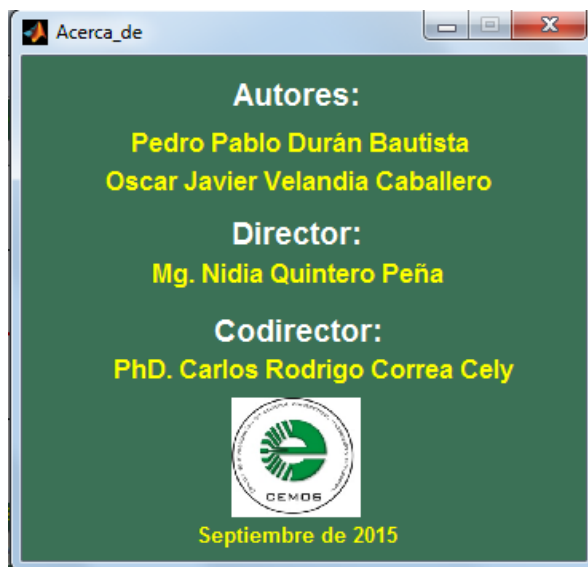 Acerca_de
Autores:
Pedro Pablo Durán Bautista
Oscar Javier Velandia Caballero
Director:
Mg. Nidia Quintero Peña
Codirector:
PhD. Carlos Rodrigo Correa Cely
CEMOS
Septiembre de 2015